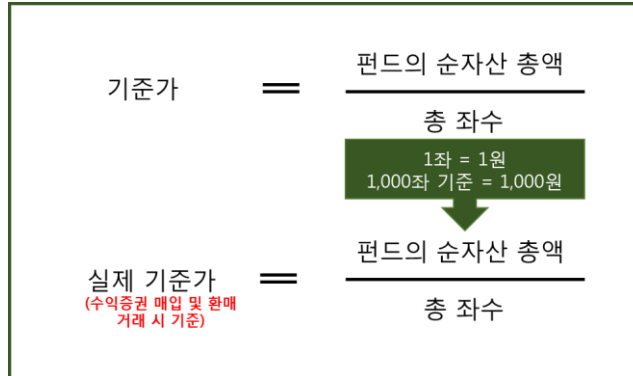 기준가 = 펀드의 순자산 총액
총 좌수
1좌 = 1원
1,000좌 기준 = 1,000원
실제 기준가 = 펀드의 순자산 총액
(수익증권 매입 및 환매
거래 시 기준)
총 좌수